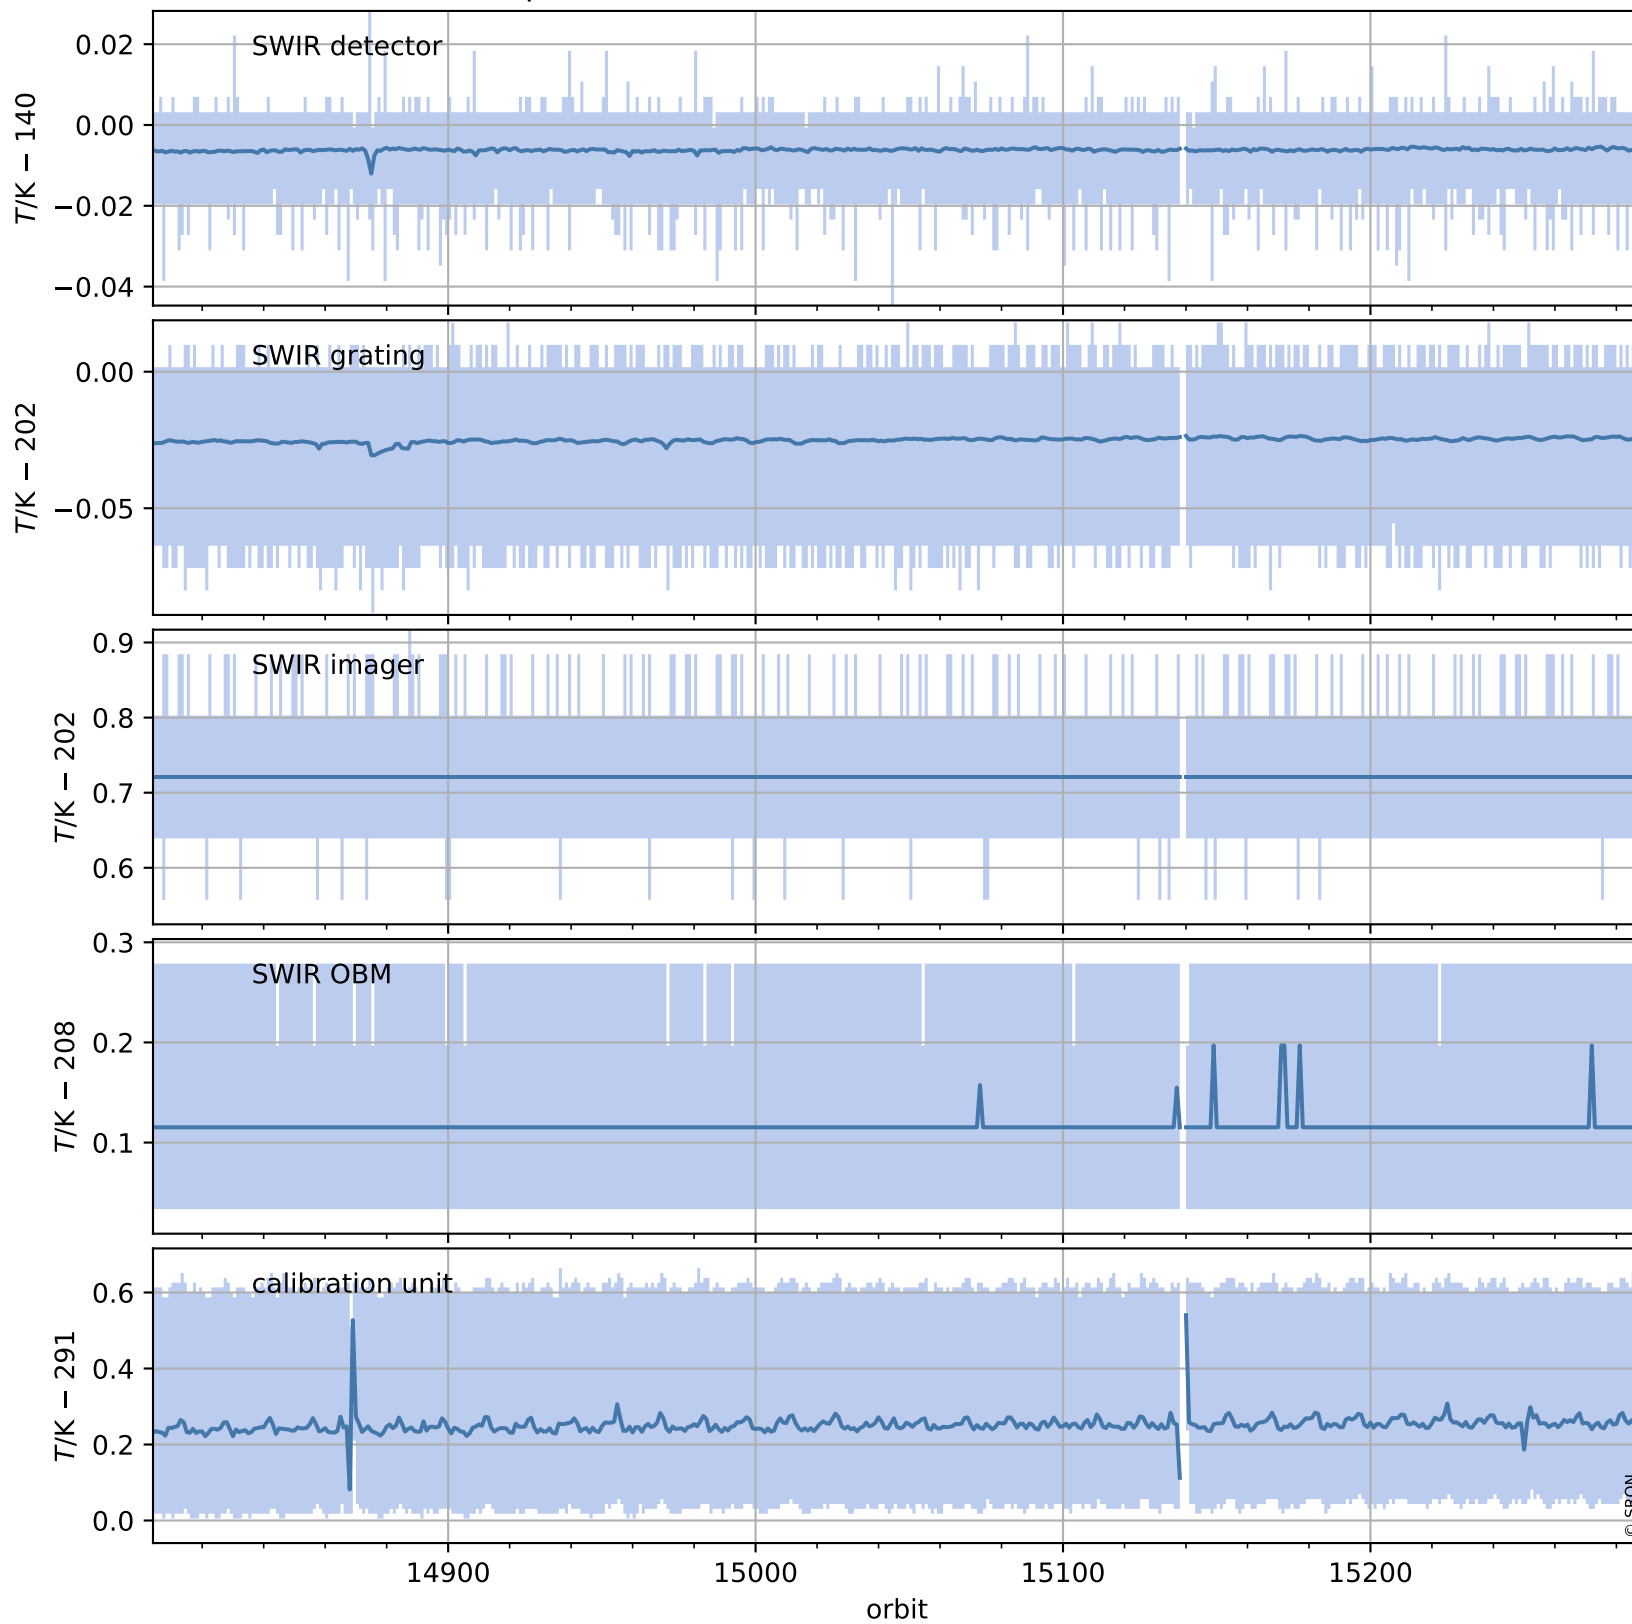 SWIR detector
0.02
0.00
−0.02
−0.04
T/K − 140
SWIR grating
0.00
−0.05
T/K − 202
SWIR imager
0.9
0.8
0.7
0.6
T/K − 202
SWIR OBM
0.3
0.2
0.1
T/K − 208
calibration unit
0.6
0.4
0.2
0.0
T/K − 291
© SRON
14900 15000 15100 15200
orbit